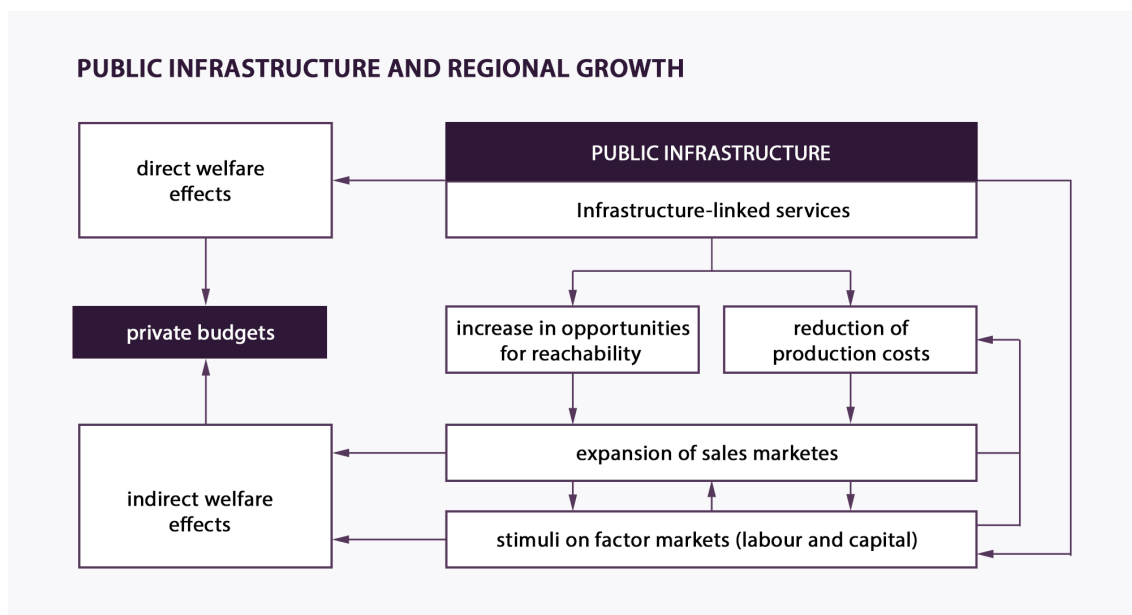 PUBLIC INFRASTRUCTURE AND REGIONAL GROWTH
direct welfare
effects
PUBLIC INFRASTRUCTURE
Infrastructure-linked services
private budgets
increase in opportunities
for reachability
reduction of
production costs
indirect welfare
effects
expansion of sales marketes
stimuli on factor markets (labour and capital)